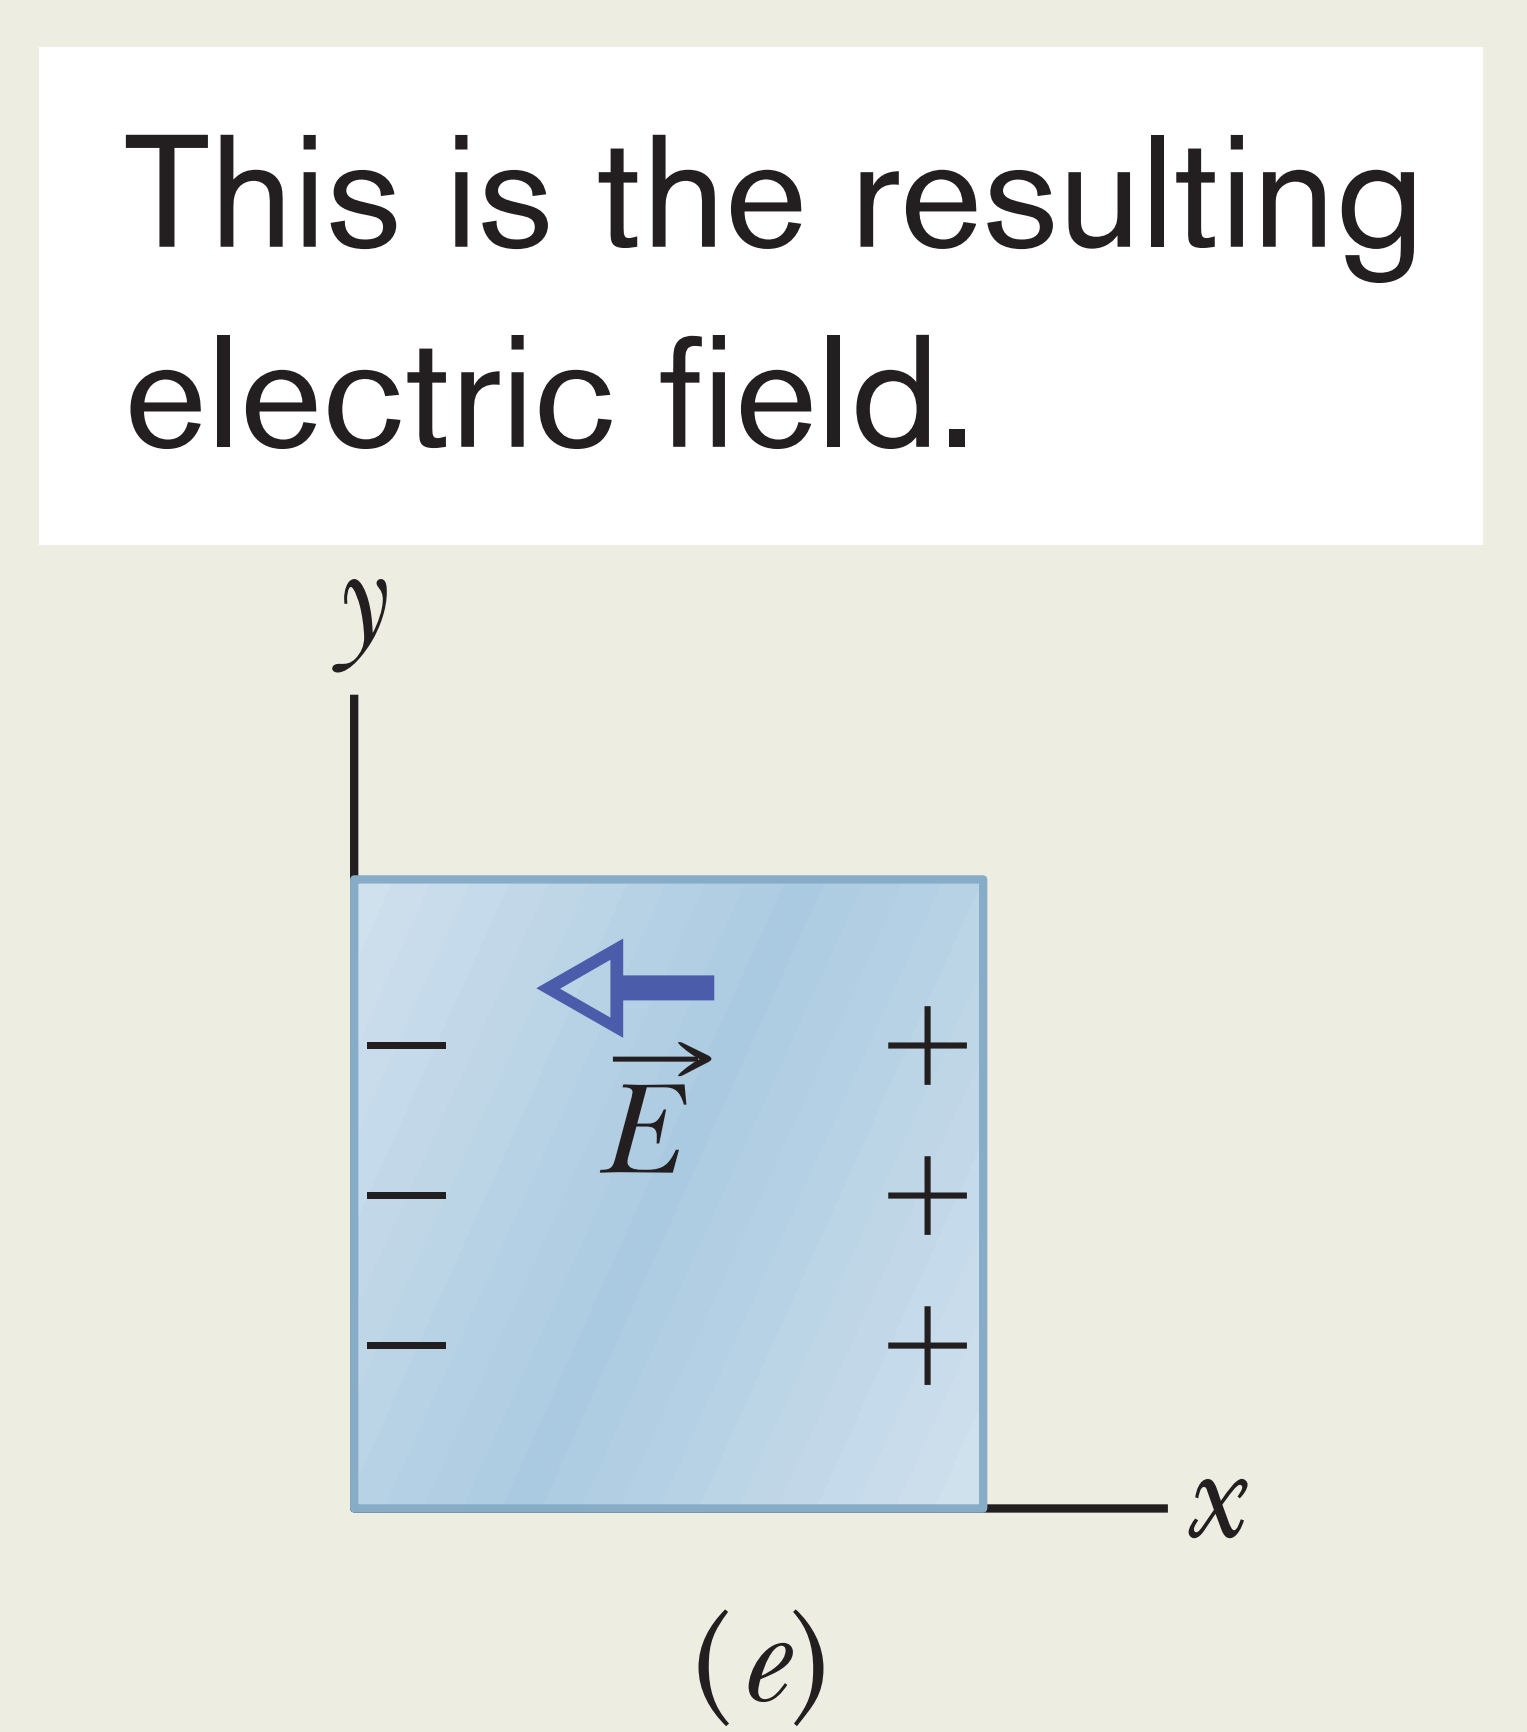 This is the resulting
electric field.
y
− +
E⃗
− +
− +
x
(e)